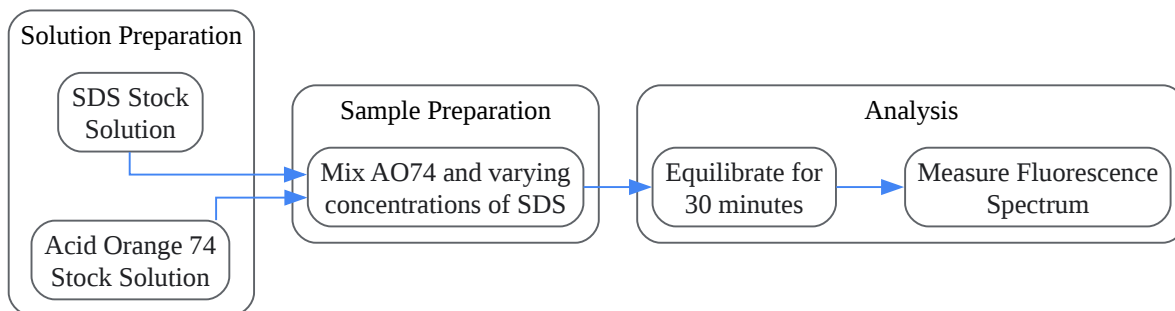 Solution Preparation
SDS Stock
Solution
Acid Orange 74
Stock Solution
Sample Preparation
Mix AO74 and varying
concentrations of SDS
Analysis
Equilibrate for
30 minutes
Measure Fluorescence
Spectrum